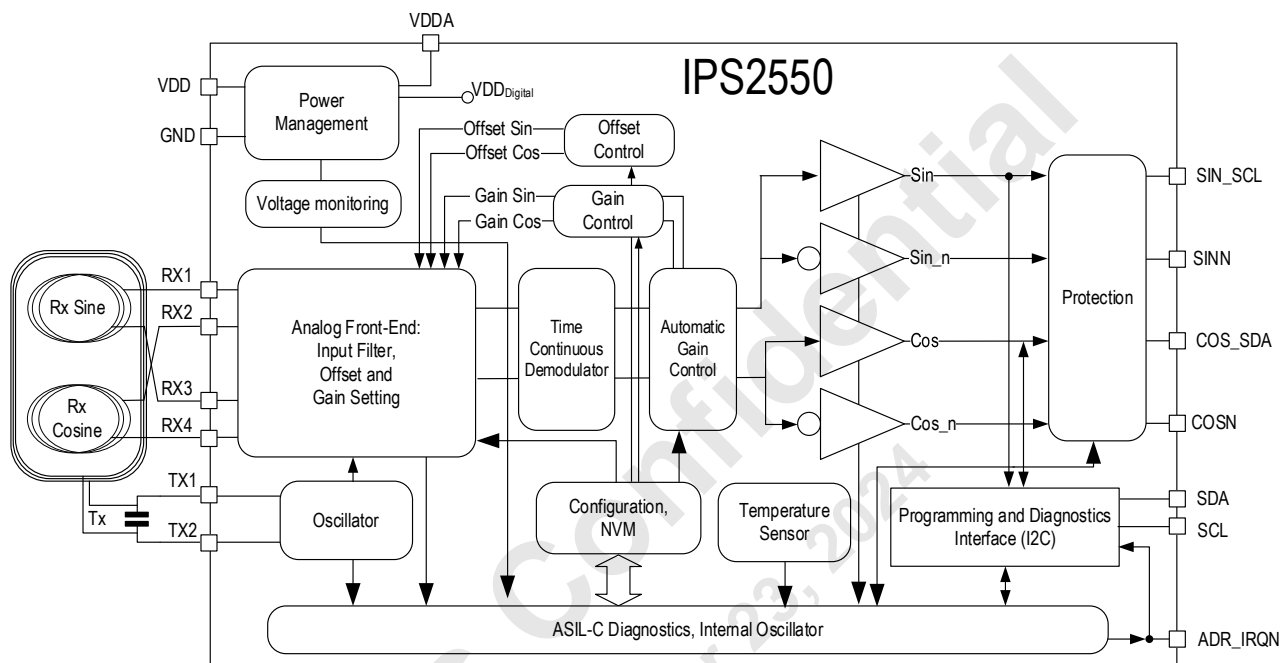 VDDA
IPS2550
VDD
GND
Power
Management
VDDDigital
Offset Sin
Offset Cos
Offset
Control
Voltage monitoring
Gain Sin
Gain Cos
Gain
Control
Sin
Sin_n
Cos
Cos_n
Protection
SIN_SCL
SINN
COS_SDA
COSN
Rx Sine
Rx
Cosine
RX1
RX2
RX3
RX4
Analog Front-End:
Input Filter,
Offset and
Gain Setting
Time
Continuous
Demodulator
Automatic
Gain
Control
Tx
TX1
TX2
Oscillator
Configuration,
NVM
Temperature
Sensor
Programming and Diagnostics
Interface (I2C)
SDA
SCL
ASIL-C Diagnostics, Internal Oscillator
ADR_IRQN
Confidential
23, 2024